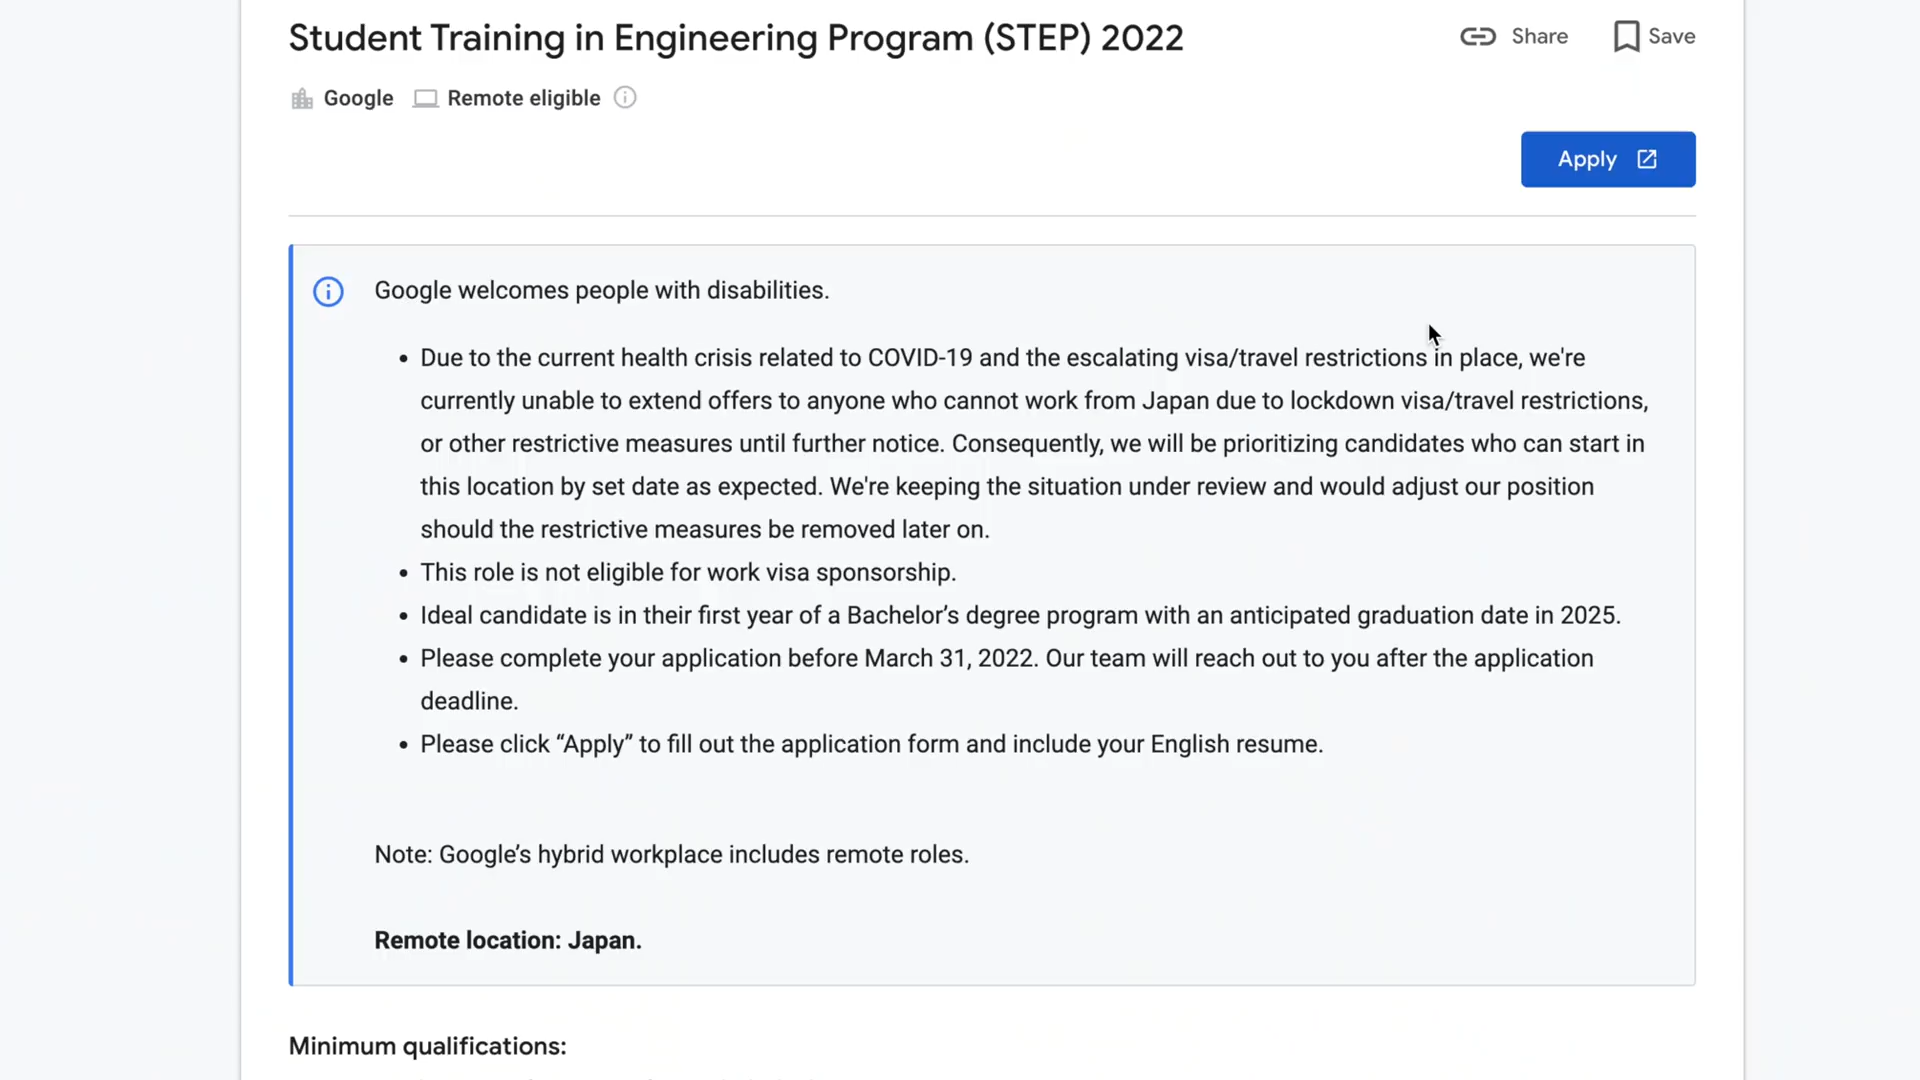 Student Training in Engineering Program (STEP) 2022
Share
Save
Google
Remote eligible
Apply
Google welcomes people with disabilities.
• Due to the current health crisis related to COVID-19 and the escalating visa/travel restrictions in place, we're
currently unable to extend offers to anyone who cannot work from Japan due to lockdown visa/travel restrictions,
or other restrictive measures until further notice. Consequently, we will be prioritizing candidates who can start in
this location by set date as expected. We're keeping the situation under review and would adjust our position
should the restrictive measures be removed later on.
• This role is not eligible for work visa sponsorship.
• Ideal candidate is in their first year of a Bachelor’s degree program with an anticipated graduation date in 2025.
• Please complete your application before March 31, 2022. Our team will reach out to you after the application
deadline.
• Please click “Apply” to fill out the application form and include your English resume.
Note: Google’s hybrid workplace includes remote roles.
Remote location: Japan.
Minimum qualifications: